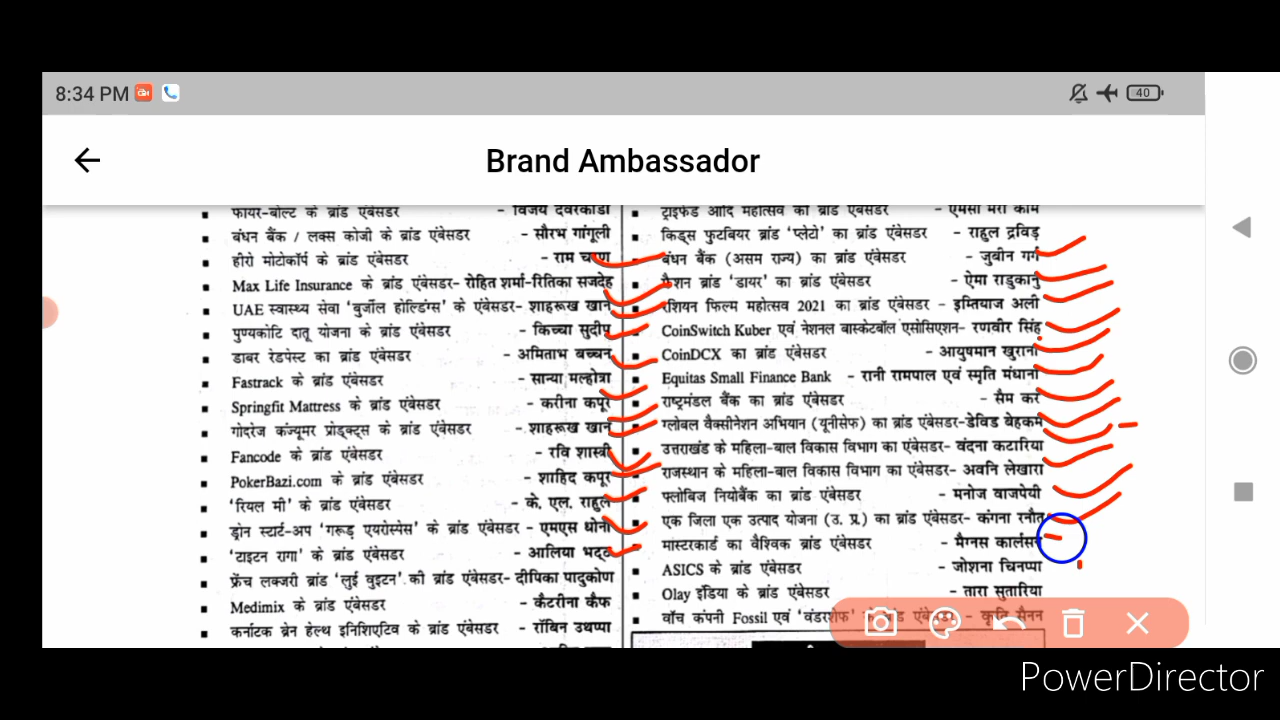 8:34 PM
40
Brand Ambassador
फायर-बोल्ट के ब्रांड एंबेसडर - विजय देवरकोंडा
बंधन बैंक / लक्स कोजी के ब्रांड एंबेसडर - सौरभ गांगूली
हीरो मोटोकॉर्प के ब्रांड एंबेसडर - राम चरण
Max Life Insurance के ब्रांड एंबेसडर- रोहित शर्मा-रितिका सजदेह
UAE स्वास्थ्य सेवा 'बुर्जील होल्डिंग्स' के एंबेसडर- शाहरूख खान
पुण्यकोटि दातू योजना के ब्रांड एंबेसडर - किच्चा सुदीप
डाबर रेडपेस्ट का ब्रांड एंबेसडर - अमिताभ बच्चन
Fastrack के ब्रांड एंबेसडर - सान्या मल्होत्रा
Springfit Mattress के ब्रांड एंबेसडर - करीना कपूर
गोदरेज कंज्यूमर प्रोड्क्ट्स के ब्रांड एंबेसडर - शाहरूख खान
Fancode के ब्रांड एंबेसडर - रवि शास्त्री
PokerBazi.com के ब्रांड एंबेसडर - शाहिद कपूर
'रियल मी' के ब्रांड एंबेसडर - के. एल. राहुल
ड्रोन स्टार्ट-अप 'गरूड़ एयरोस्पेस' के ब्रांड एंबेसडर - एमएस धोनी
'टाइटन रागा' के ब्रांड एंबेसडर - आलिया भट्ट
फ्रेंच लक्जरी ब्रांड 'लुई वुइटन' की ब्रांड एंबेसडर- दीपिका पादुकोण
Medimix के ब्रांड एंबेसडर - कैटरीना कैफ
कर्नाटक ब्रेन हेल्थ इनिशिएटिव के ब्रांड एंबेसडर - रॉबिन उथप्पा
ट्राइफेड आदि महोत्सव का ब्रांड एंबेसडर - एमसी मेरी कॉम
किड्स फुटबियर ब्रांड 'प्लेटो' का ब्रांड एंबेसडर - राहुल द्रविड़
बंधन बैंक (असम राज्य) का ब्रांड एंबेसडर - जुबीन गर्ग
फैशन ब्रांड 'डायर' का ब्रांड एंबेसडर - ऐमा राडुकानु
रशियन फिल्म महोत्सव 2021 का ब्रांड एंबेसडर - इम्तियाज अली
CoinSwitch Kuber एवं नेशनल बास्केटबॉल एसोसिएशन- रणवीर सिंह
CoinDCX का ब्रांड एंबेसडर - आयुषमान खुराना
Equitas Small Finance Bank - रानी रामपाल एवं स्मृति मंधाना
राष्ट्रमंडल बैंक का ब्रांड एंबेसडर - सैम कर
ग्लोबल वैक्सीनेशन अभियान (यूनीसेफ) का ब्रांड एंबेसडर-डेविड बेहकम
उत्तराखंड के महिला-बाल विकास विभाग का एंबेसडर- वंदना कटारिया
राजस्थान के महिला-बाल विकास विभाग का एंबेसडर- अवनि लेखारा
फ्लोबिज नियोबैंक का ब्रांड एंबेसडर - मनोज वाजपेयी
एक जिला एक उत्पाद योजना (उ. प्र.) का ब्रांड एंबेसडर- कंगना रनौत
मास्टरकार्ड का वैश्विक ब्रांड एंबेसडर - मैग्नस कार्लसन
ASICS के ब्रांड एंबेसडर - जोशना चिनप्पा
Olay इंडिया के ब्रांड एंबेसडर - तारा सुतारिया
वॉच कंपनी Fossil एवं 'वंडरशेफ' के ब्रांड एंबेसडर - कृति सैनन
PowerDirector